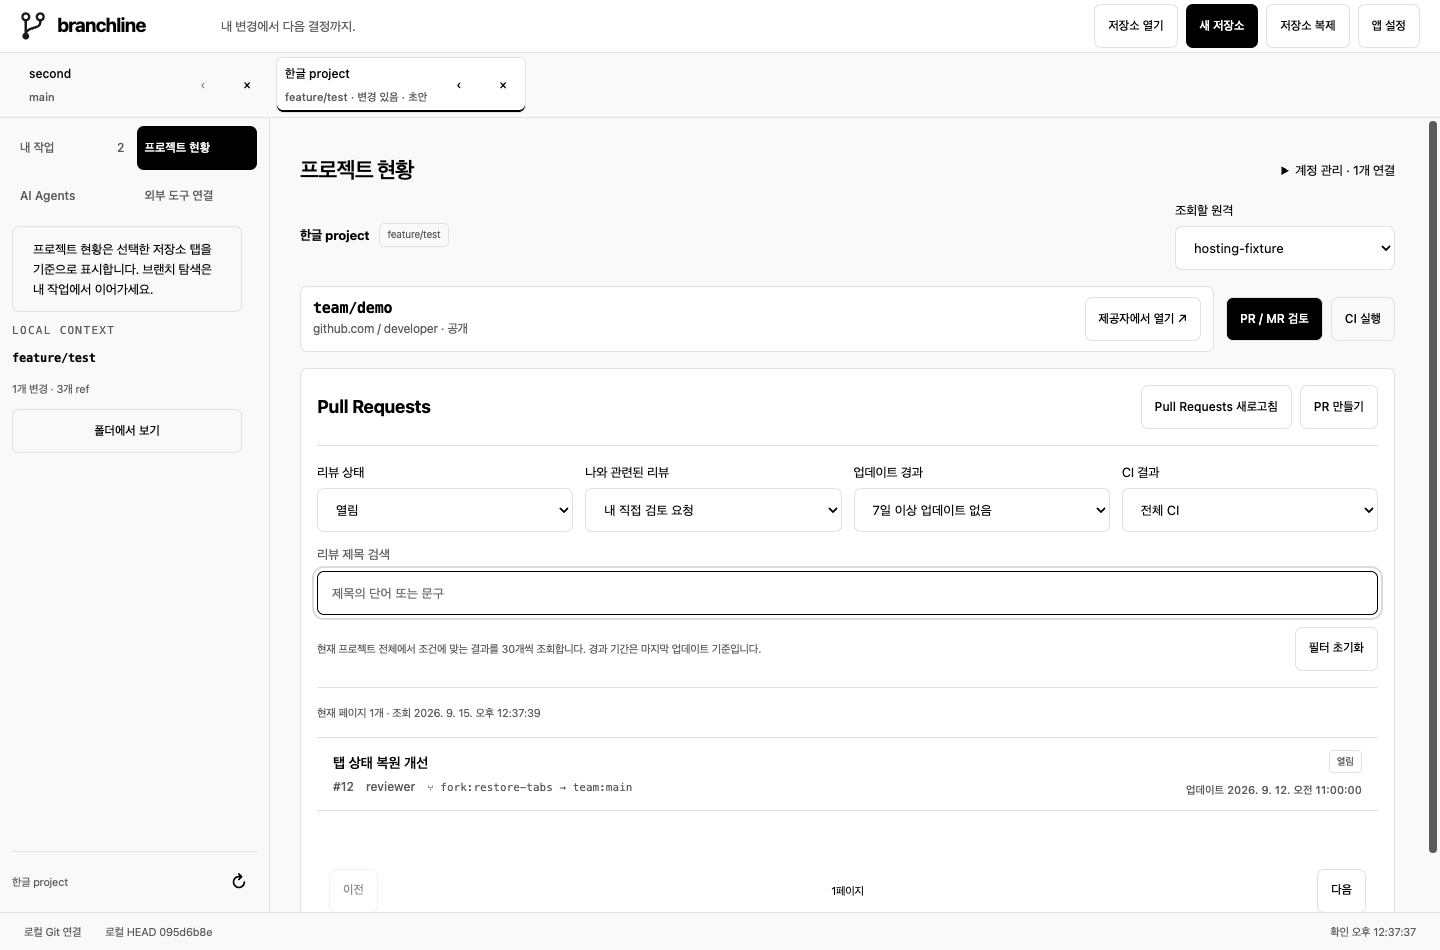 branchline
내 변경에서 다음 결정까지.
저장소 열기
새 저장소
저장소 복제
앱 설정
second
main
‹
×
한글 project
feature/test · 변경 있음 · 초안
‹
×
내 작업
2
프로젝트 현황
AI Agents
외부 도구 연결
프로젝트 현황은 선택한 저장소 탭을
기준으로 표시합니다. 브랜치 탐색은
내 작업에서 이어가세요.
LOCAL CONTEXT
feature/test
1개 변경 · 3개 ref
폴더에서 보기
한글 project
프로젝트 현황
▶ 계정 관리 · 1개 연결
한글 project
feature/test
조회할 원격
hosting-fixture
team/demo
github.com / developer · 공개
제공자에서 열기 ↗
PR / MR 검토
CI 실행
Pull Requests
Pull Requests 새로고침
PR 만들기
리뷰 상태
나와 관련된 리뷰
업데이트 경과
CI 결과
열림
내 직접 검토 요청
7일 이상 업데이트 없음
전체 CI
리뷰 제목 검색
제목의 단어 또는 문구
현재 프로젝트 전체에서 조건에 맞는 결과를 30개씩 조회합니다. 경과 기간은 마지막 업데이트 기준입니다.
필터 초기화
현재 페이지 1개 · 조회 2026. 9. 15. 오후 12:37:39
탭 상태 복원 개선
열림
#12 reviewer ⑂ fork:restore-tabs → team:main
업데이트 2026. 9. 12. 오전 11:00:00
이전
1페이지
다음
로컬 Git 연결
로컬 HEAD 095d6b8e
확인 오후 12:37:37